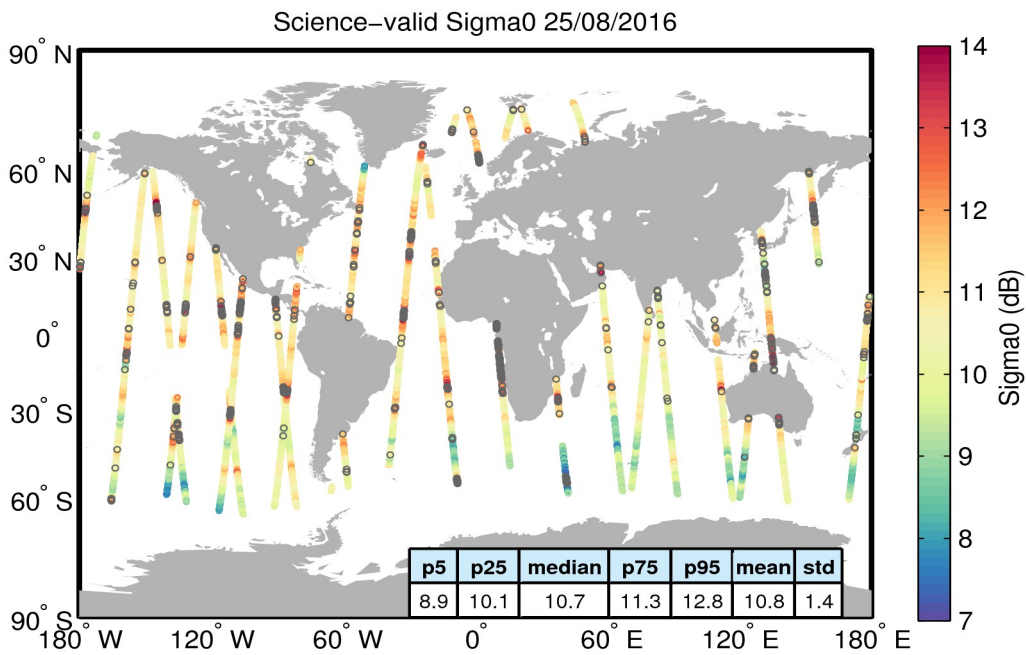 Science−valid Sigma0 25/08/2016
90° N
60° N
30° N
0°
30° S
60° S
90° S
180° W
120° W
60° W
0°
60° E
120° E
180° E
14
13
12
11
10
9
8
7
Sigma0 (dB)
p5 p25 median p75 p95 mean std
8.9 10.1 10.7 11.3 12.8 10.8 1.4